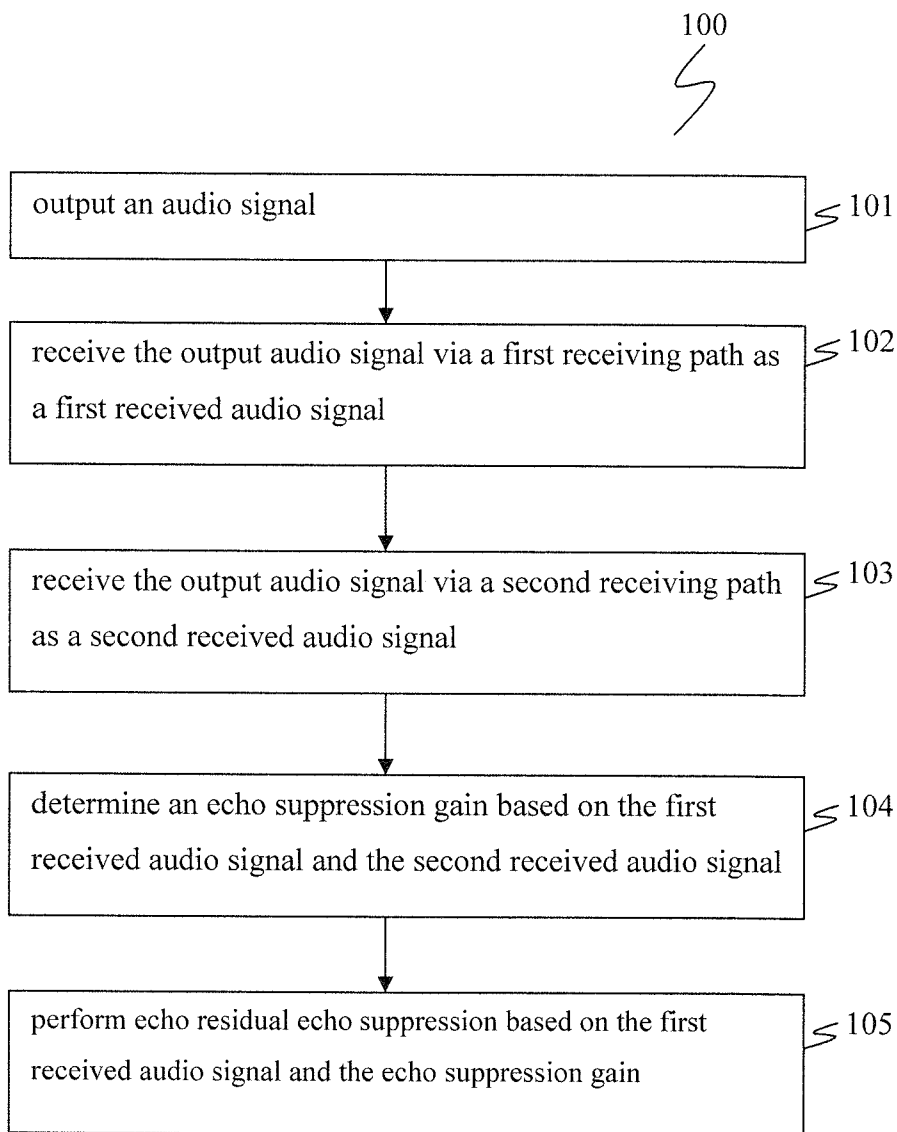 100
output an audio signal
101
receive the output audio signal via a first receiving path as
a first received audio signal
102
receive the output audio signal via a second receiving path
as a second received audio signal
103
determine an echo suppression gain based on the first
received audio signal and the second received audio signal
104
perform echo residual echo suppression based on the first
received audio signal and the echo suppression gain
105